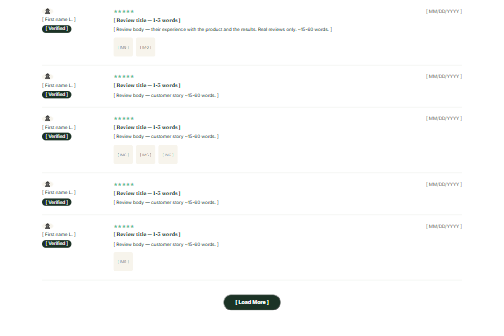 ★★★★★ [ MM/DD/YYYY ]
[ First name L. ] [ Review title — 1-5 words ]
[ Verified ] [ Review body — their experience with the product and the results. Real reviews only. ~15-60 words. ]
★★★★★ [ MM/DD/YYYY ]
[ First name L. ] [ Review title — 1-5 words ]
[ Verified ] [ Review body — customer story ~15-60 words. ]
★★★★★ [ MM/DD/YYYY ]
[ First name L. ] [ Review title — 1-5 words ]
[ Verified ] [ Review body — customer story ~15-60 words. ]
★★★★★ [ MM/DD/YYYY ]
[ First name L. ] [ Review title — 1-5 words ]
[ Verified ] [ Review body — customer story ~15-60 words. ]
★★★★★ [ MM/DD/YYYY ]
[ First name L. ] [ Review title — 1-5 words ]
[ Verified ] [ Review body — customer story ~15-60 words. ]
[ Load More ]